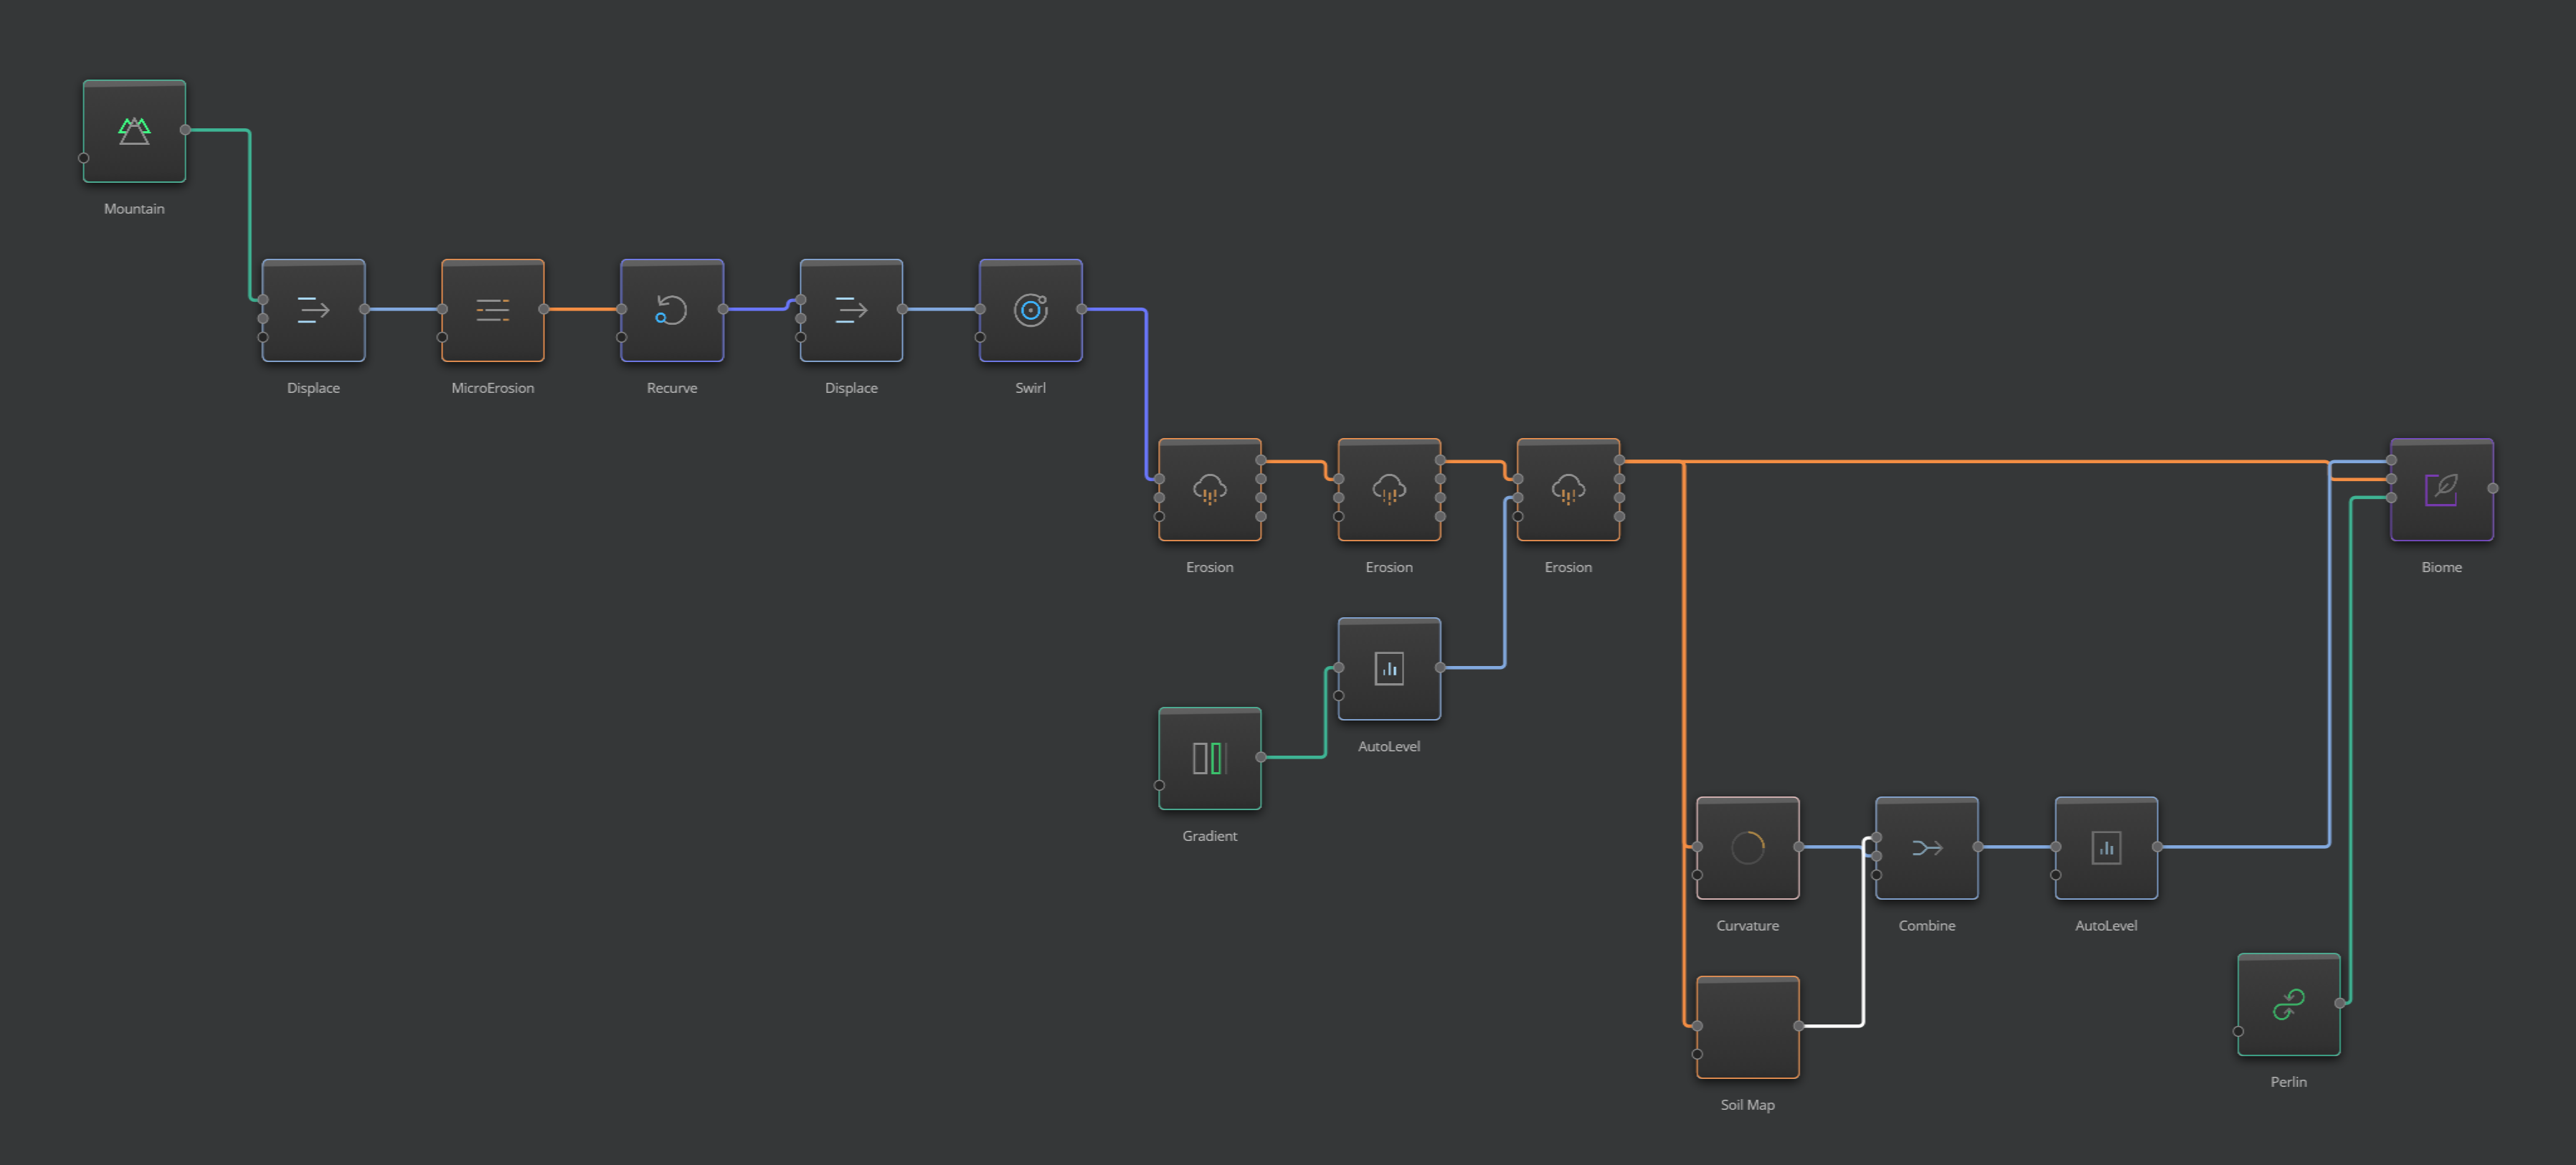 Mountain
Displace
MicroErosion
Recurve
Displace
Swirl
Erosion
Erosion
Erosion
Biome
AutoLevel
Gradient
Curvature
Combine
AutoLevel
Perlin
Soil Map